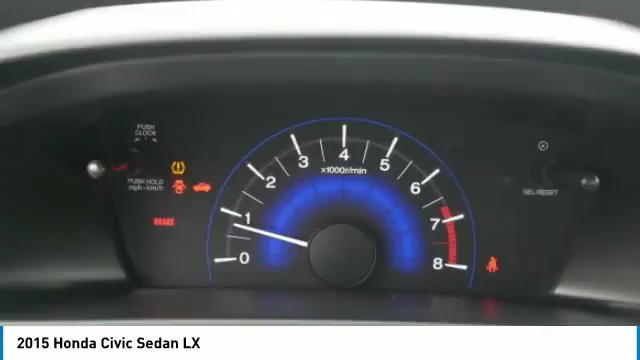 PUSH
CLOCK
PUSH HOLD
mph↔km/h
BRAKE
0
1
2
3
4
5
6
7
8
x1000r/min
SEL/RESET
2015 Honda Civic Sedan LX